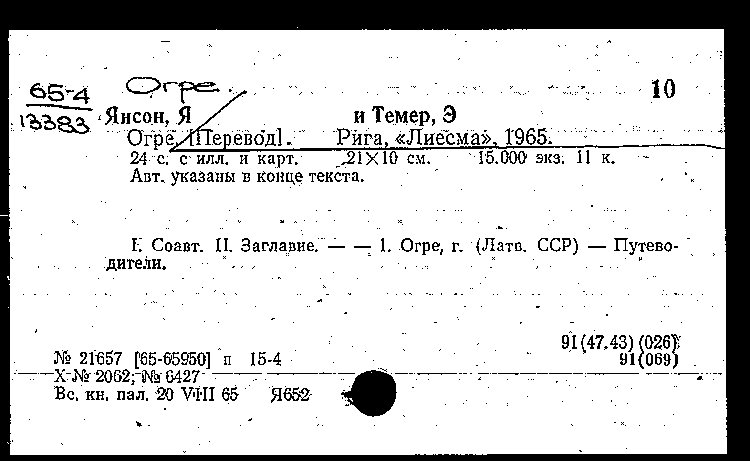 65-4 Огре. 10
13383 Янсон, Я и Темер, Э
Огре. [Перевод]. Рига, «Лиесма», 1965.
24 с. с илл. и карт. 21×10 см. 15.000 экз. 11 к.
Авт. указаны в конце текста.
I. Соавт. II. Заглавие. — — 1. Огре, г. (Латв. ССР) — Путево-
дители.
91(47.43)(026)
№ 21657 [65-65950] п 15-4 91(069)
X № 2062; № 6427
Вс. кн. пал. 20 VIII 65 Я652